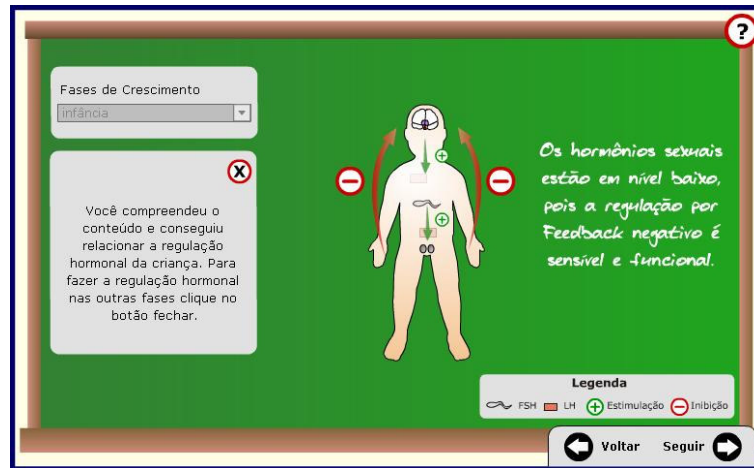 ?
Fases de Crescimento
infância
X
Você compreendeu o
conteúdo e conseguiu
relacionar a regulação
hormonal da criança. Para
fazer a regulação hormonal
nas outras fases clique no
botão fechar.
Os hormônios sexuais
estão em nível baixo,
pois a regulação por
Feedback negativo é
sensível e funcional.
Legenda
FSH LH Estimulação Inibição
Voltar Seguir